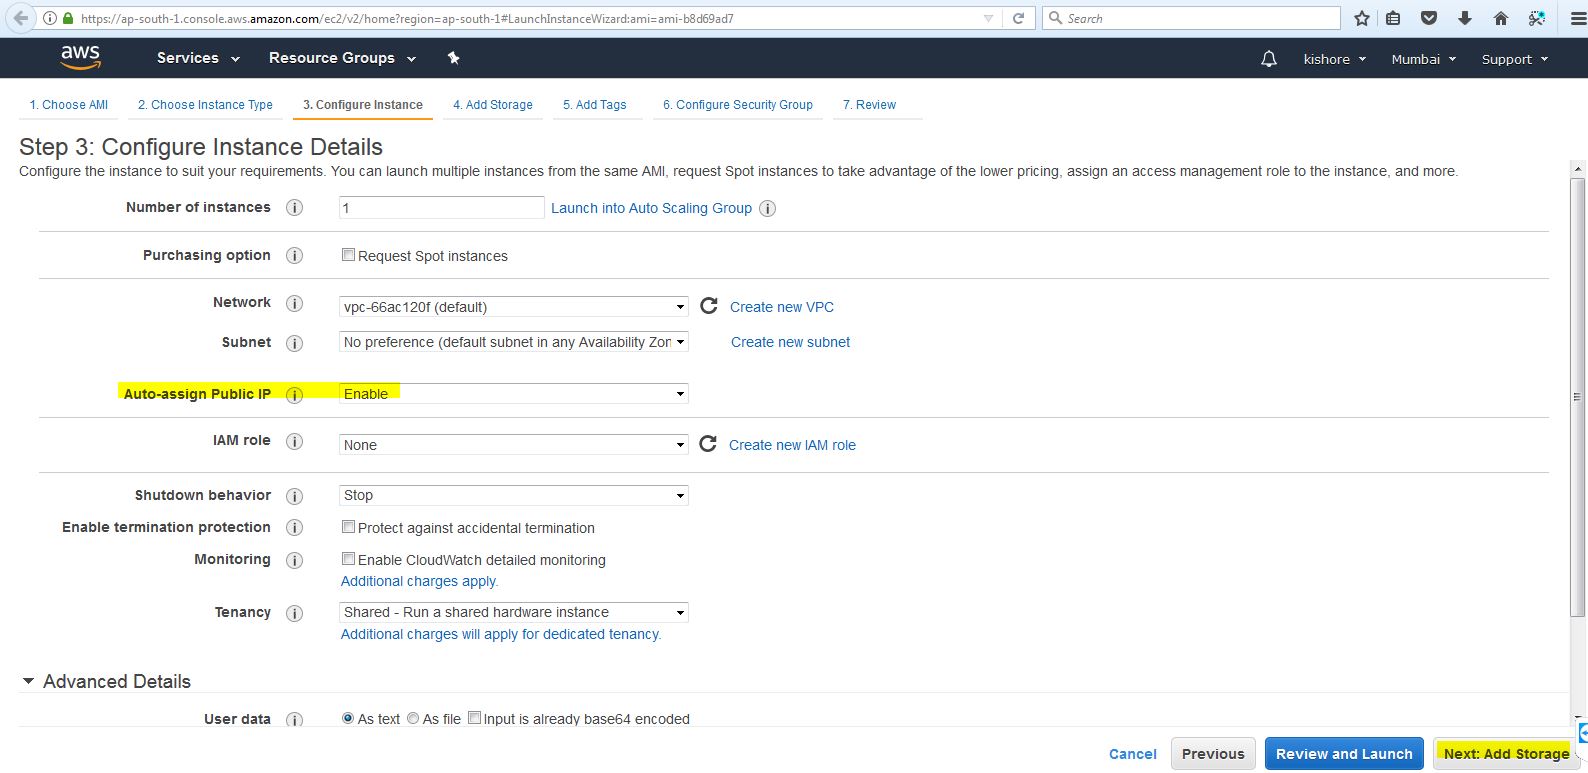 https://ap-south-1.console.aws.amazon.com/ec2/v2/home?region=ap-south-1#LaunchInstanceWizard:ami=ami-b8d69ad7
Search
aws
Services
Resource Groups
kishore
Mumbai
Support
1. Choose AMI
2. Choose Instance Type
3. Configure Instance
4. Add Storage
5. Add Tags
6. Configure Security Group
7. Review
Step 3: Configure Instance Details
Configure the instance to suit your requirements. You can launch multiple instances from the same AMI, request Spot instances to take advantage of the lower pricing, assign an access management role to the instance, and more.
Number of instances
1
Launch into Auto Scaling Group
Purchasing option
Request Spot instances
Network
vpc-66ac120f (default)
Create new VPC
Subnet
No preference (default subnet in any Availability Zon
Create new subnet
Auto-assign Public IP
Enable
IAM role
None
Create new IAM role
Shutdown behavior
Stop
Enable termination protection
Protect against accidental termination
Monitoring
Enable CloudWatch detailed monitoring
Additional charges apply.
Tenancy
Shared - Run a shared hardware instance
Additional charges will apply for dedicated tenancy.
Advanced Details
User data
As text
As file
Input is already base64 encoded
Cancel
Previous
Review and Launch
Next: Add Storage